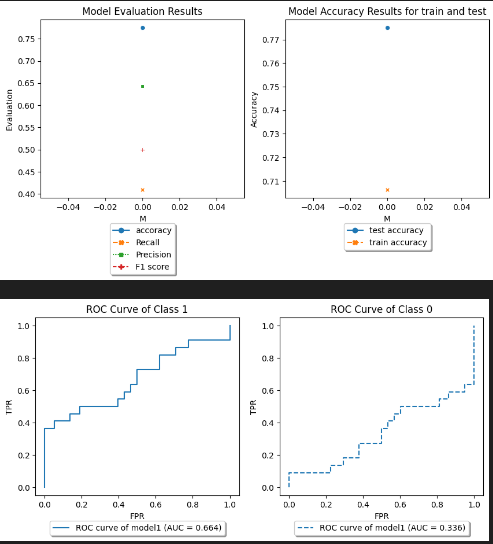 Model Evaluation Results
0.75
0.70
0.65
0.60
0.55
0.50
0.45
0.40
Evaluation
−0.04 −0.02 0.00 0.02 0.04
M
accoracy
Recall
Precision
F1 score
Model Accuracy Results for train and test
0.77
0.76
0.75
0.74
0.73
0.72
0.71
Accuracy
−0.04 −0.02 0.00 0.02 0.04
M
test accuracy
train accuracy
ROC Curve of Class 1
1.0
0.8
0.6
0.4
0.2
0.0
TPR
0.0 0.2 0.4 0.6 0.8 1.0
FPR
ROC curve of model1 (AUC = 0.664)
ROC Curve of Class 0
1.0
0.8
0.6
0.4
0.2
0.0
TPR
0.0 0.2 0.4 0.6 0.8 1.0
FPR
ROC curve of model1 (AUC = 0.336)